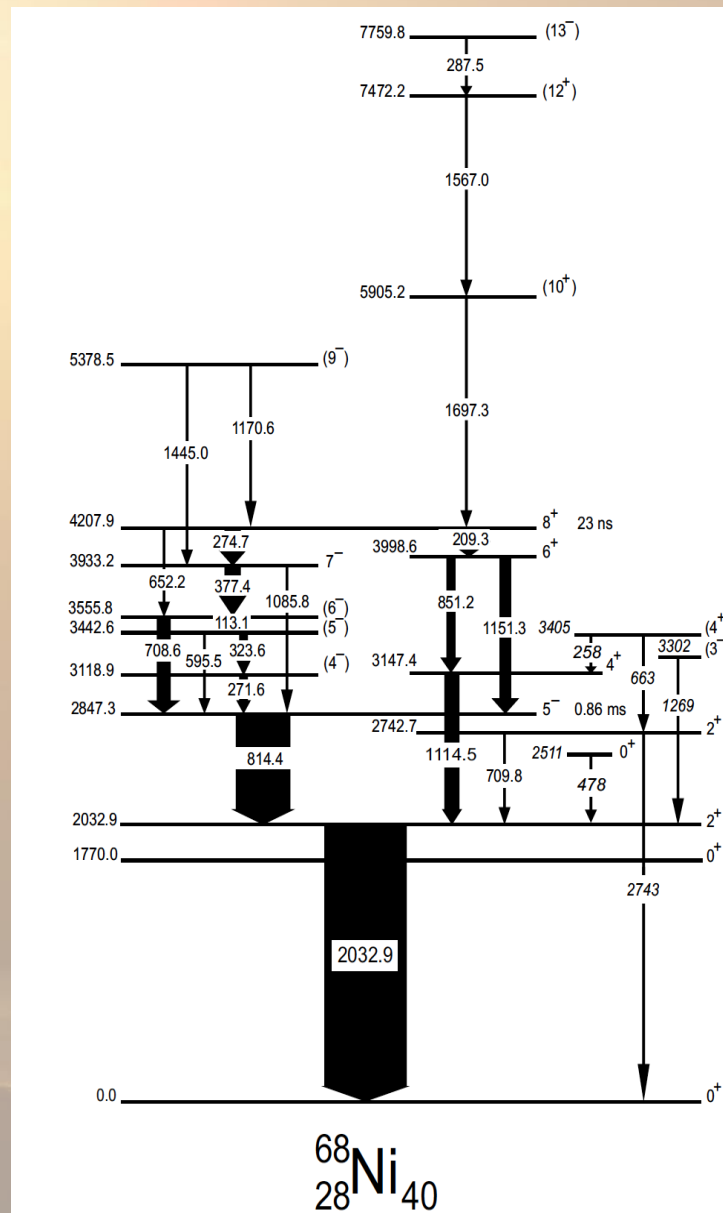 7759.8 (13⁻)
287.5
7472.2 (12⁺)
1567.0
5905.2 (10⁺)
5378.5 (9⁻)
1697.3
1170.6
1445.0
4207.9 8⁺ 23 ns
274.7 209.3
3998.6 6⁺
3933.2 7⁻
652.2 377.4 1085.8 851.2
3555.8 (6⁻)
113.1 1151.3
3442.6 (5⁻) 3405 (4⁺
708.6 595.5 323.6 258 3302 (3⁻
3118.9 (4⁻) 3147.4 4⁺
271.6 663
2847.3 5⁻ 0.86 ms 1269
2742.7 2⁺
814.4 1114.5 709.8 2511 0⁺
478
2032.9 2⁺
1770.0 0⁺
2743
2032.9
0.0 0⁺
⁶⁸₂₈Ni₄₀